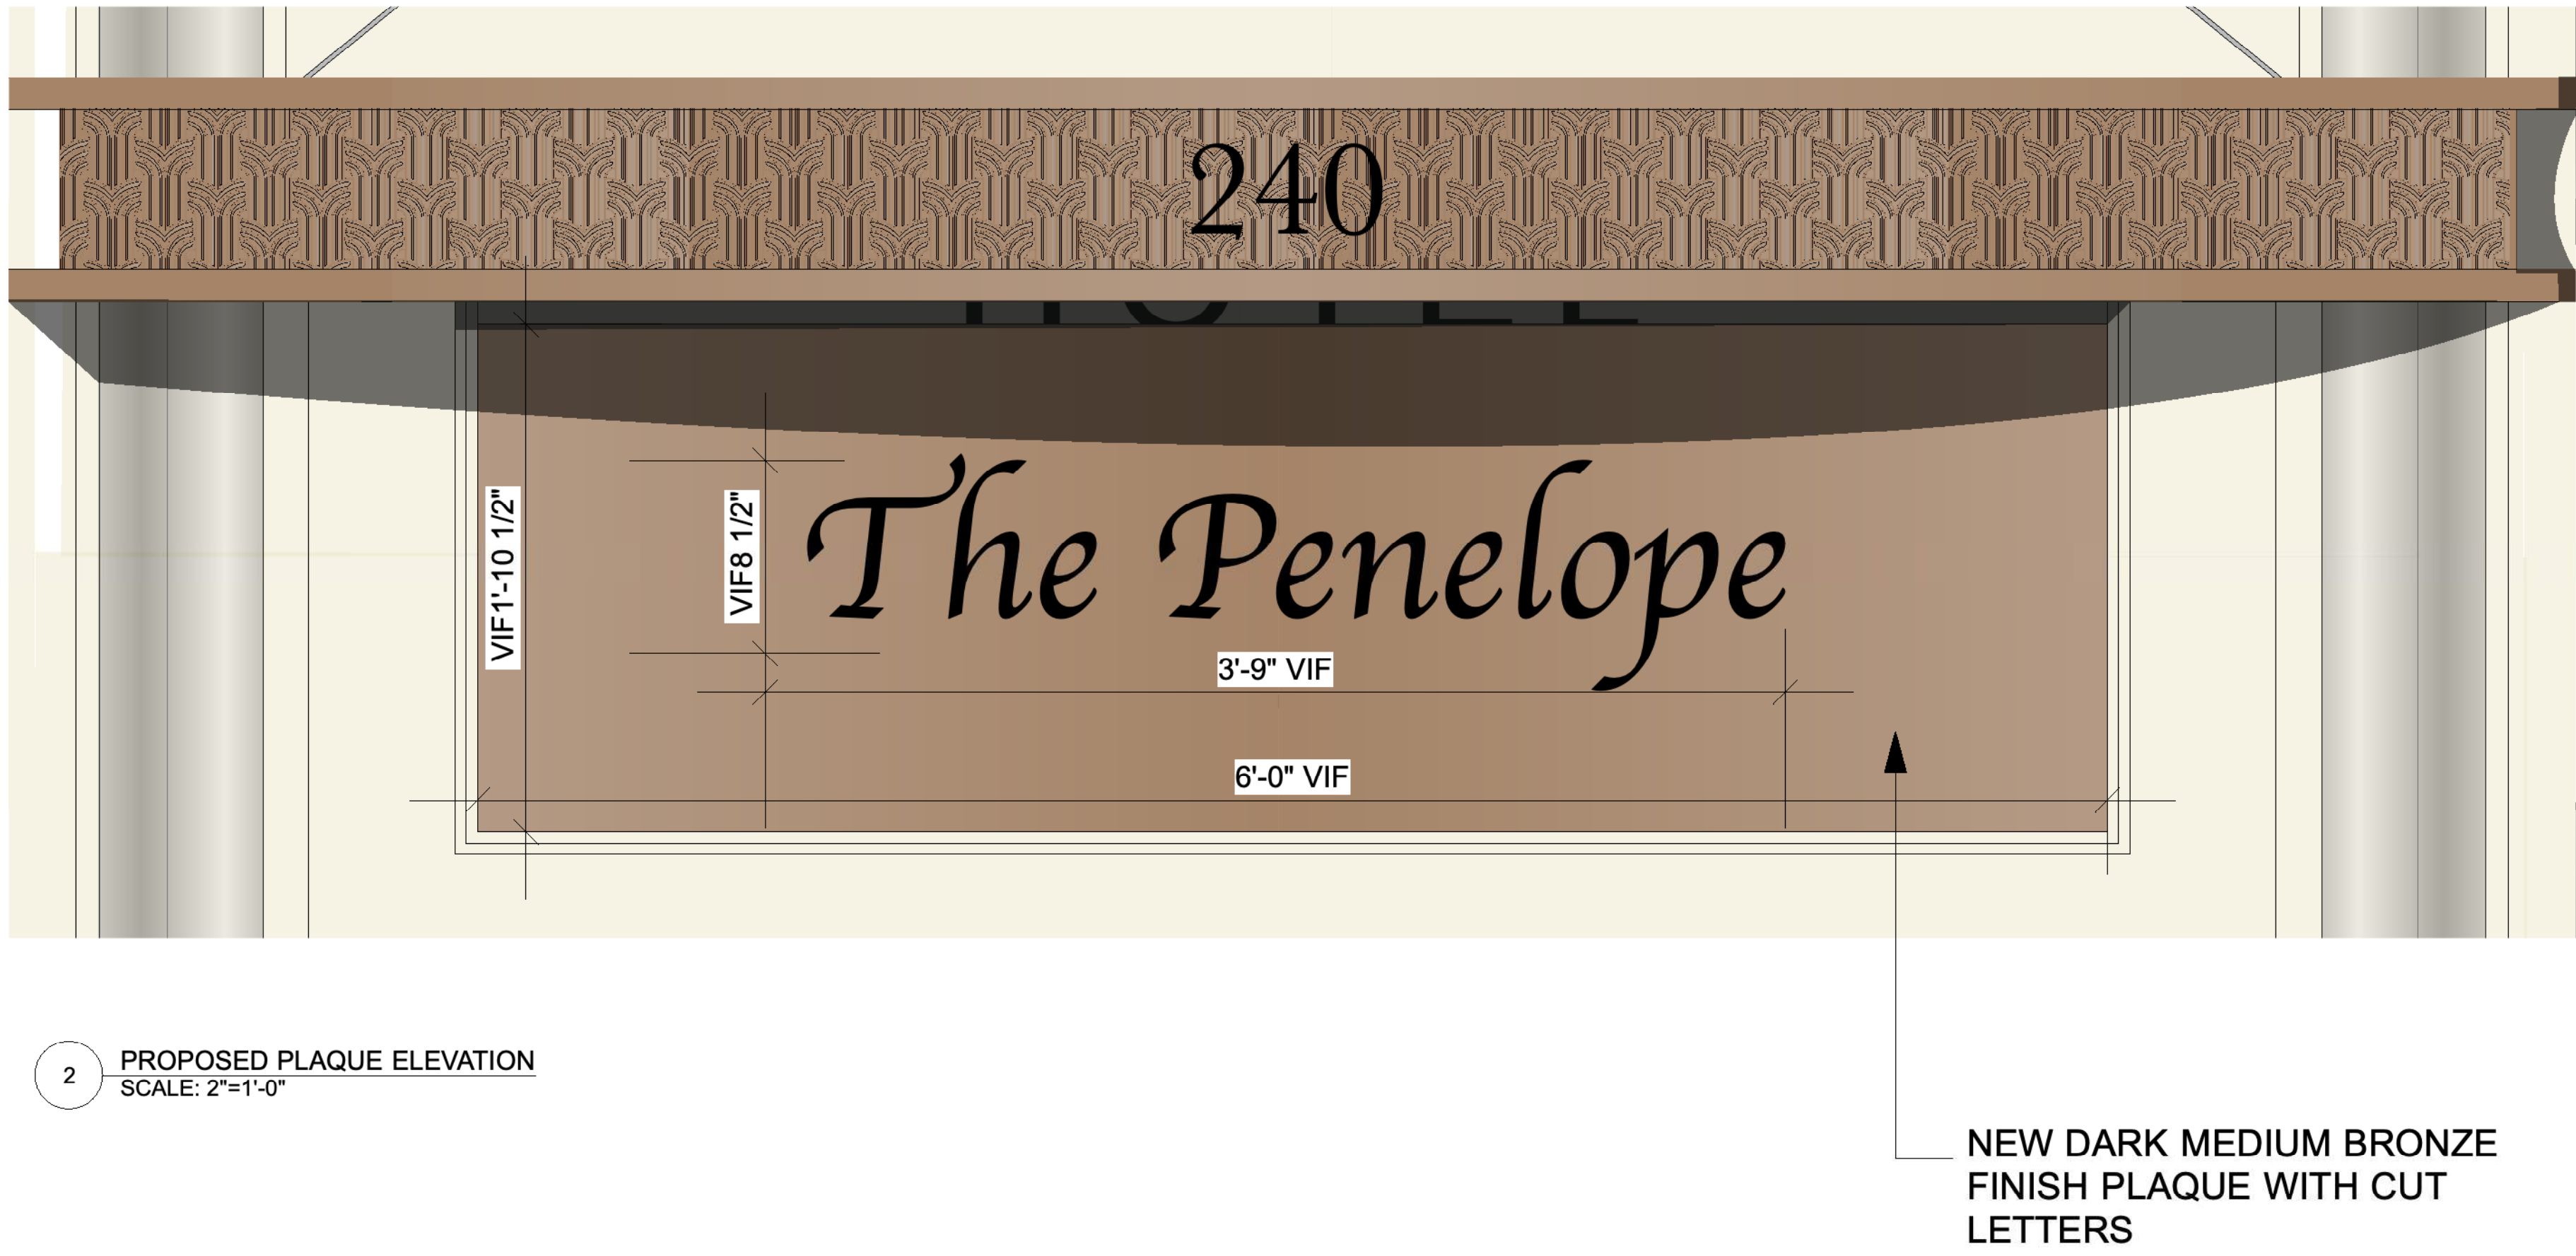 240
VIF1'-10 1/2"
VIF8 1/2"
The Penelope
3'-9" VIF
6'-0" VIF
2
PROPOSED PLAQUE ELEVATION
SCALE: 2"=1'-0"
NEW DARK MEDIUM BRONZE
FINISH PLAQUE WITH CUT
LETTERS